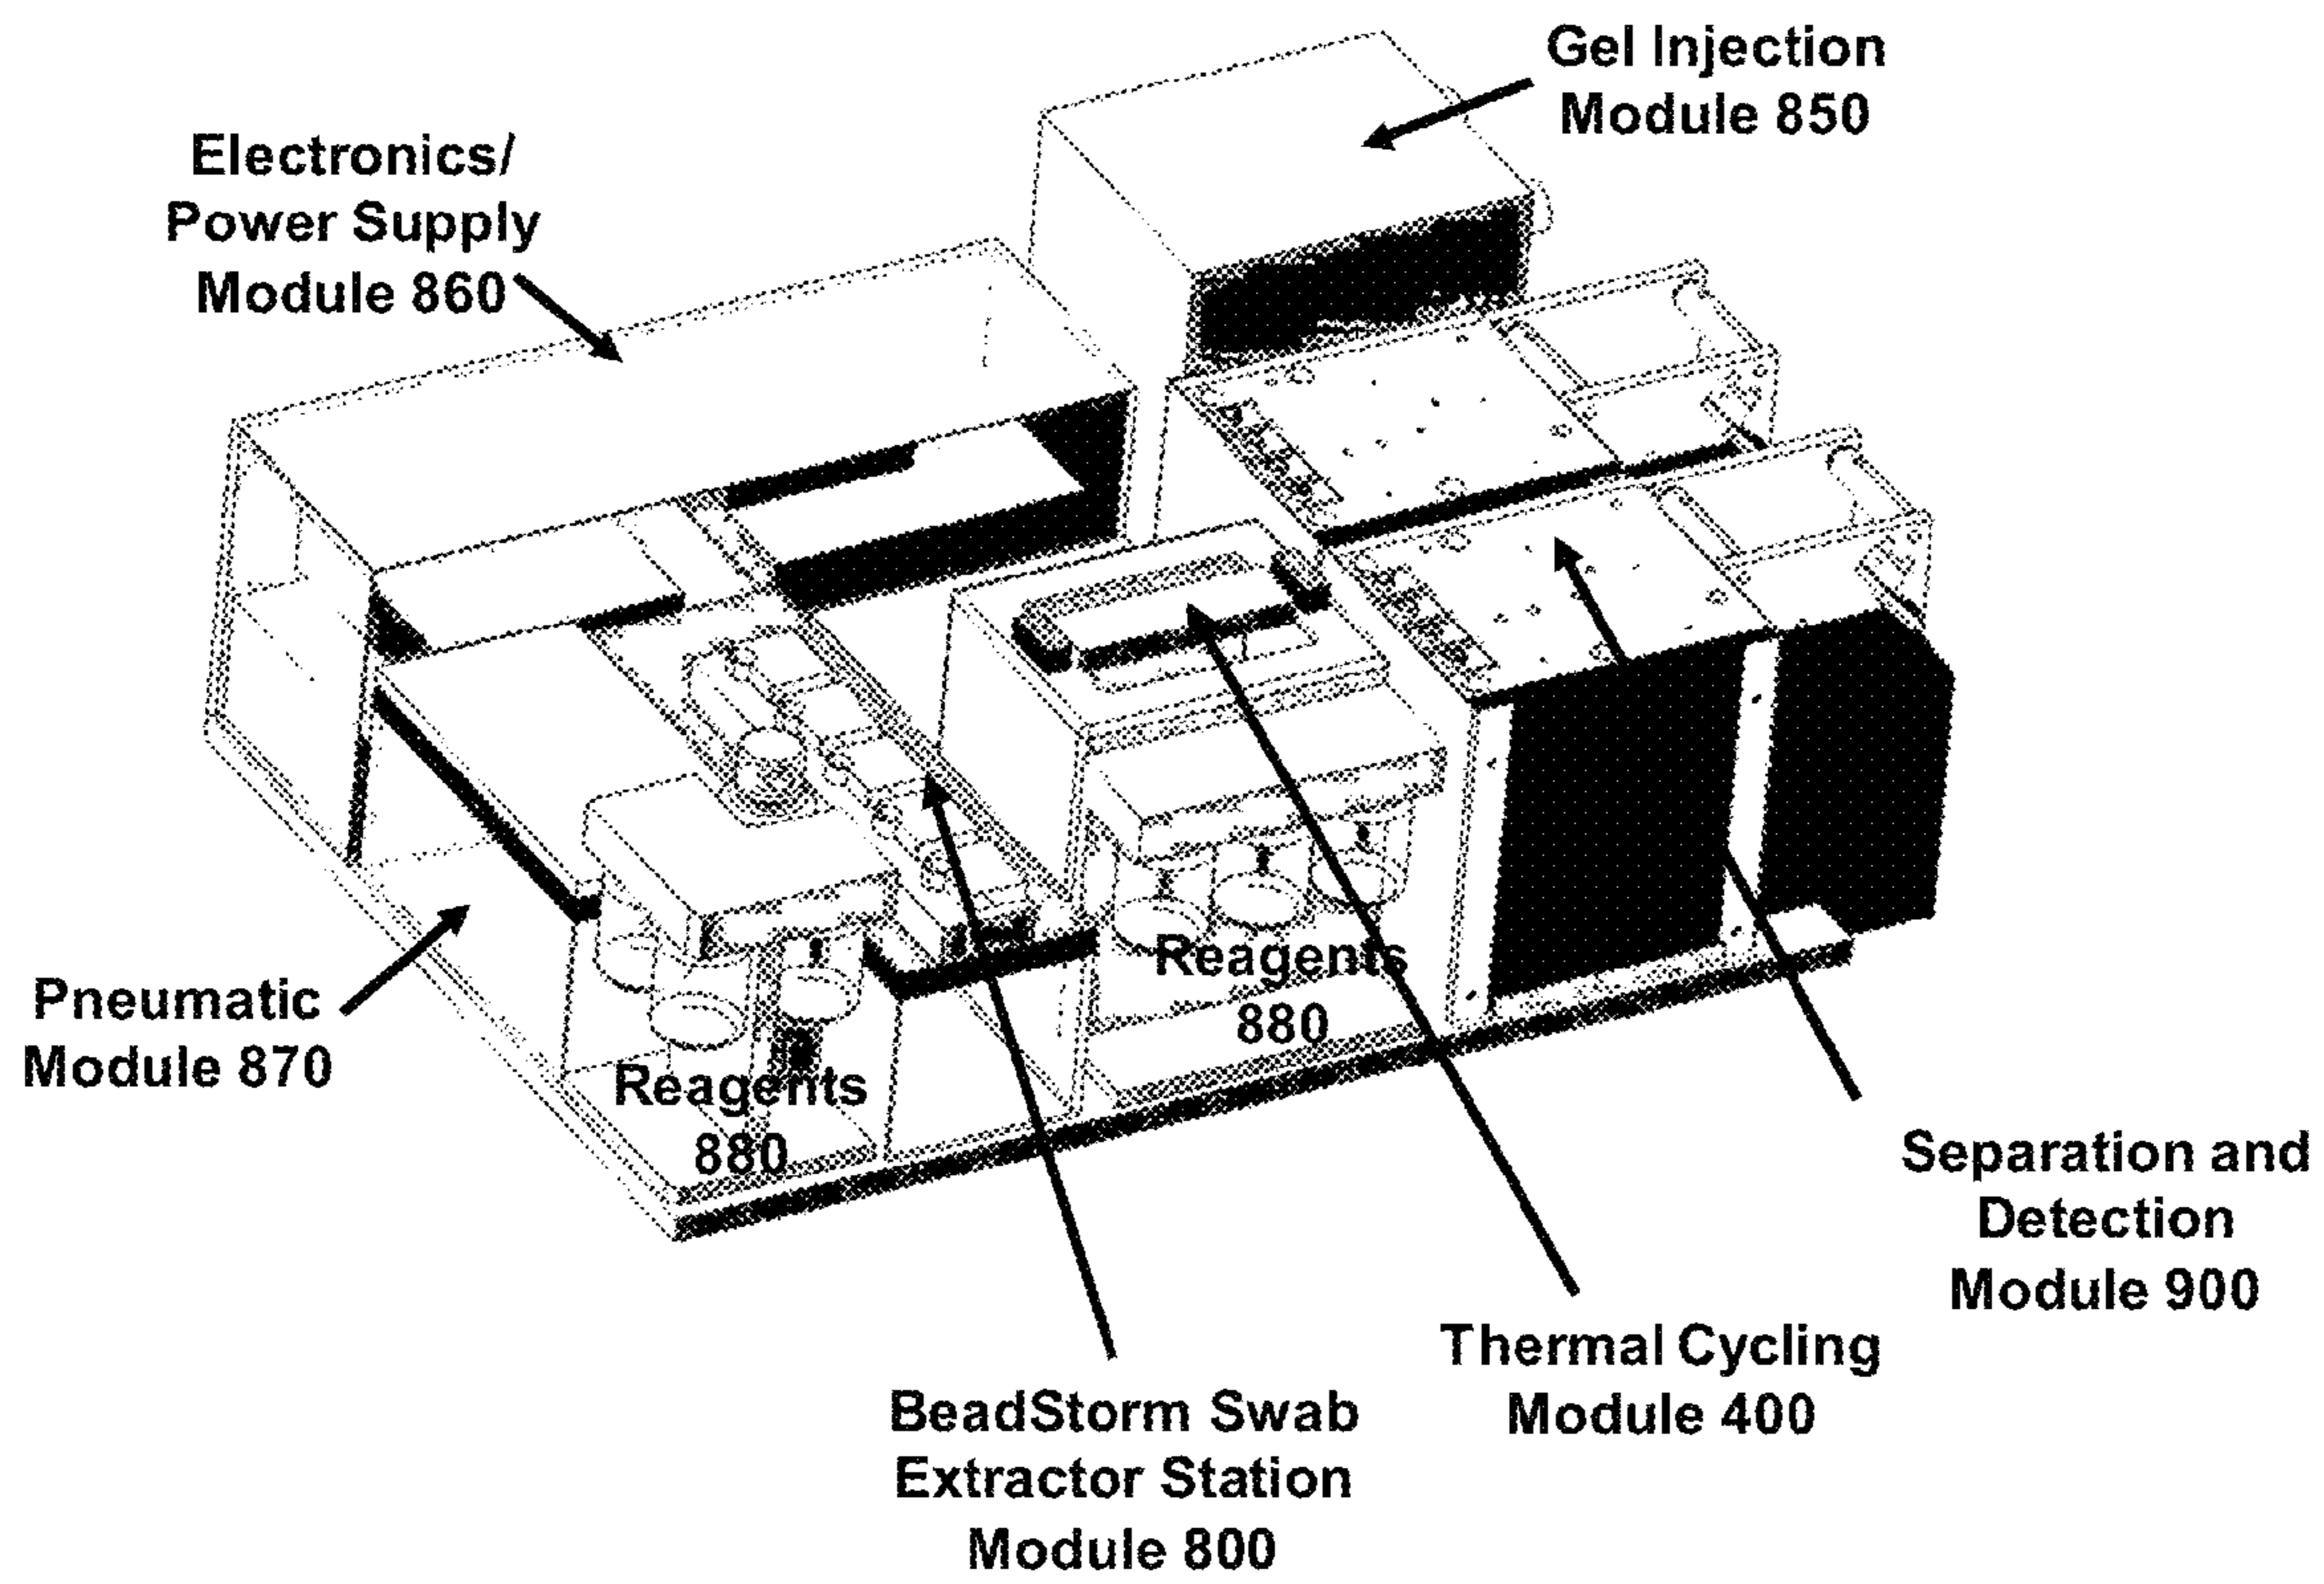 Gel Injection
Module 850
Electronics/
Power Supply
Module 860
Pneumatic
Module 870
Reagents
880
Reagents
880
Separation and
Detection
Module 900
Thermal Cycling
Module 400
BeadStorm Swab
Extractor Station
Module 800